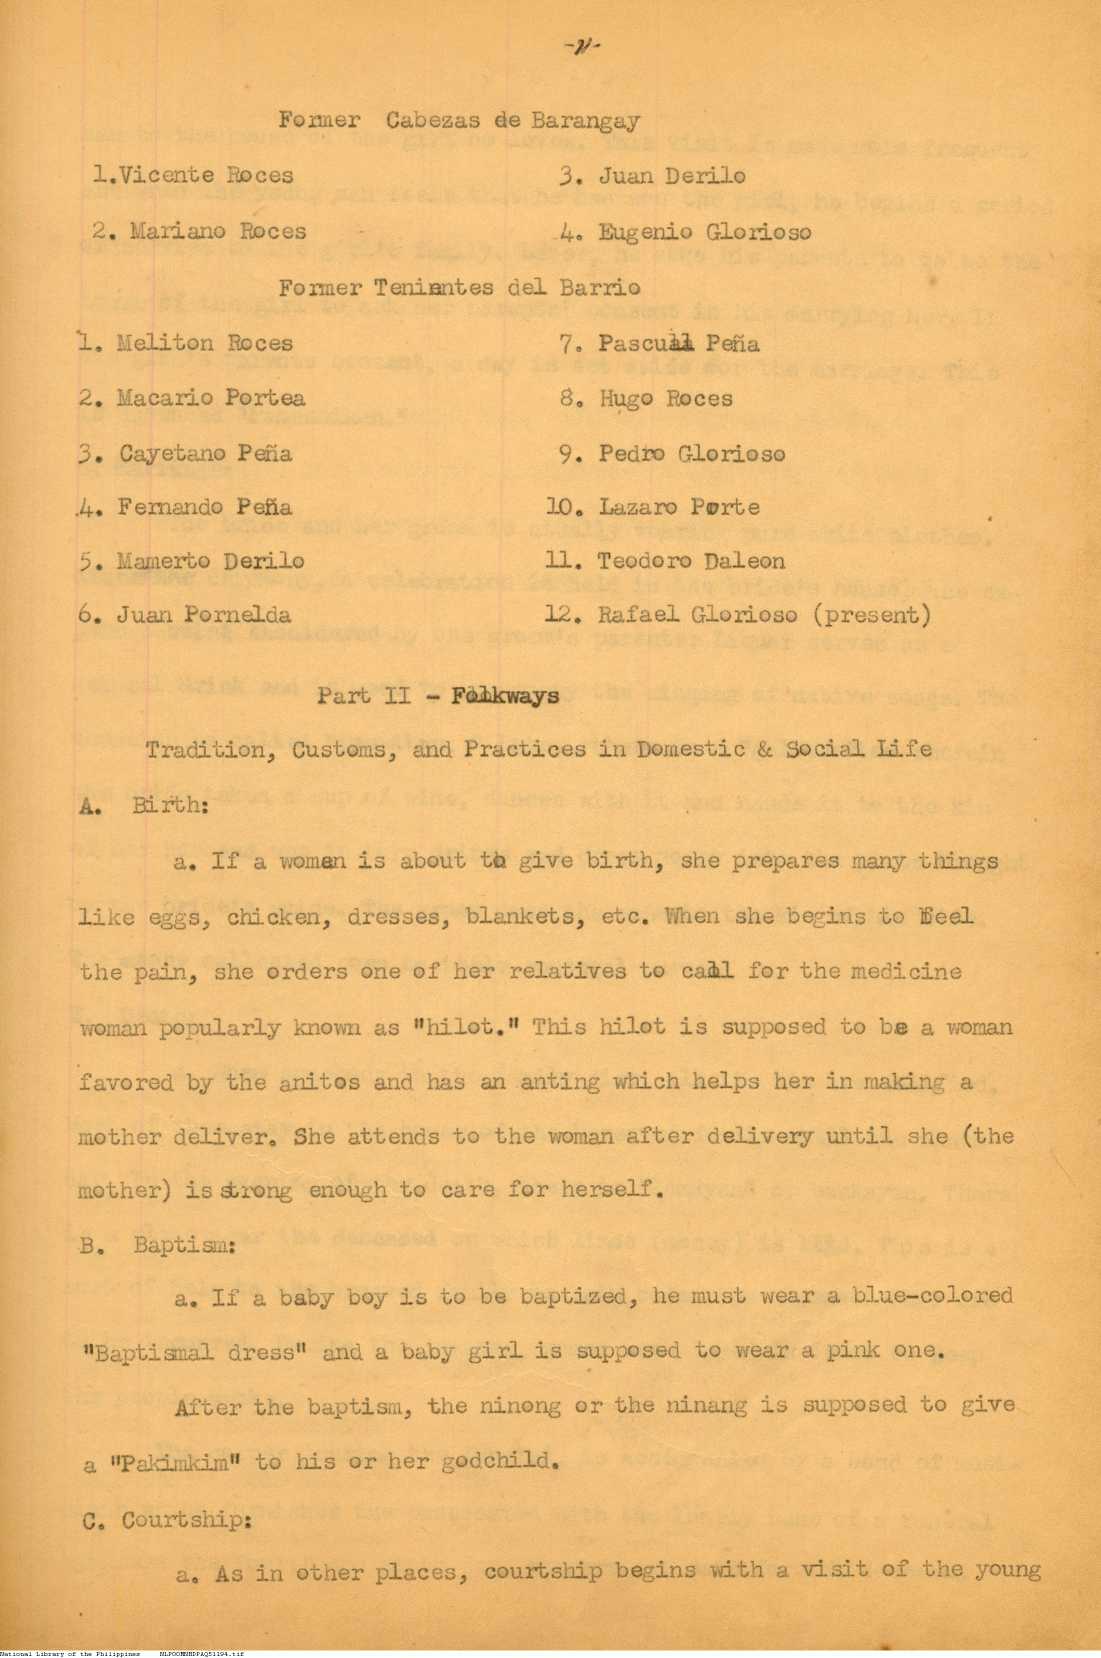 Former Cabezas de Barangay
1.Vicente Roces 3. Juan Derilo
2. Mariano Roces 4. Eugenio Glorioso
Former Tenientes del Barrio
1. Meliton Roces 7. Pascual Peña
2. Macario Portea 8. Hugo Roces
3. Cayetano Peña 9. Pedro Glorioso
4. Fernando Peña 10. Lazaro Porte
5. Mamerto Derilo 11. Teodoro Daleon
6. Juan Pornelda 12. Rafael Glorioso (present)
Part II - Folkways
Tradition, Customs, and Practices in Domestic & Social Life
A. Birth:
a. If a woman is about to give birth, she prepares many things
like eggs, chicken, dresses, blankets, etc. When she begins to feel
the pain, she orders one of her relatives to call for the medicine
woman popularly known as "hilot." This hilot is supposed to be a woman
favored by the anitos and has an anting which helps her in making a
mother deliver. She attends to the woman after delivery until she (the
mother) is strong enough to care for herself.
B. Baptism:
a. If a baby boy is to be baptized, he must wear a blue-colored
"Baptismal dress" and a baby girl is supposed to wear a pink one.
After the baptism, the ninong or the ninang is supposed to give
a "Pakimkim" to his or her godchild.
C. Courtship:
a. As in other places, courtship begins with a visit of the young
National Library of the Philippines NLPOOMNHDPAQ51194.tif